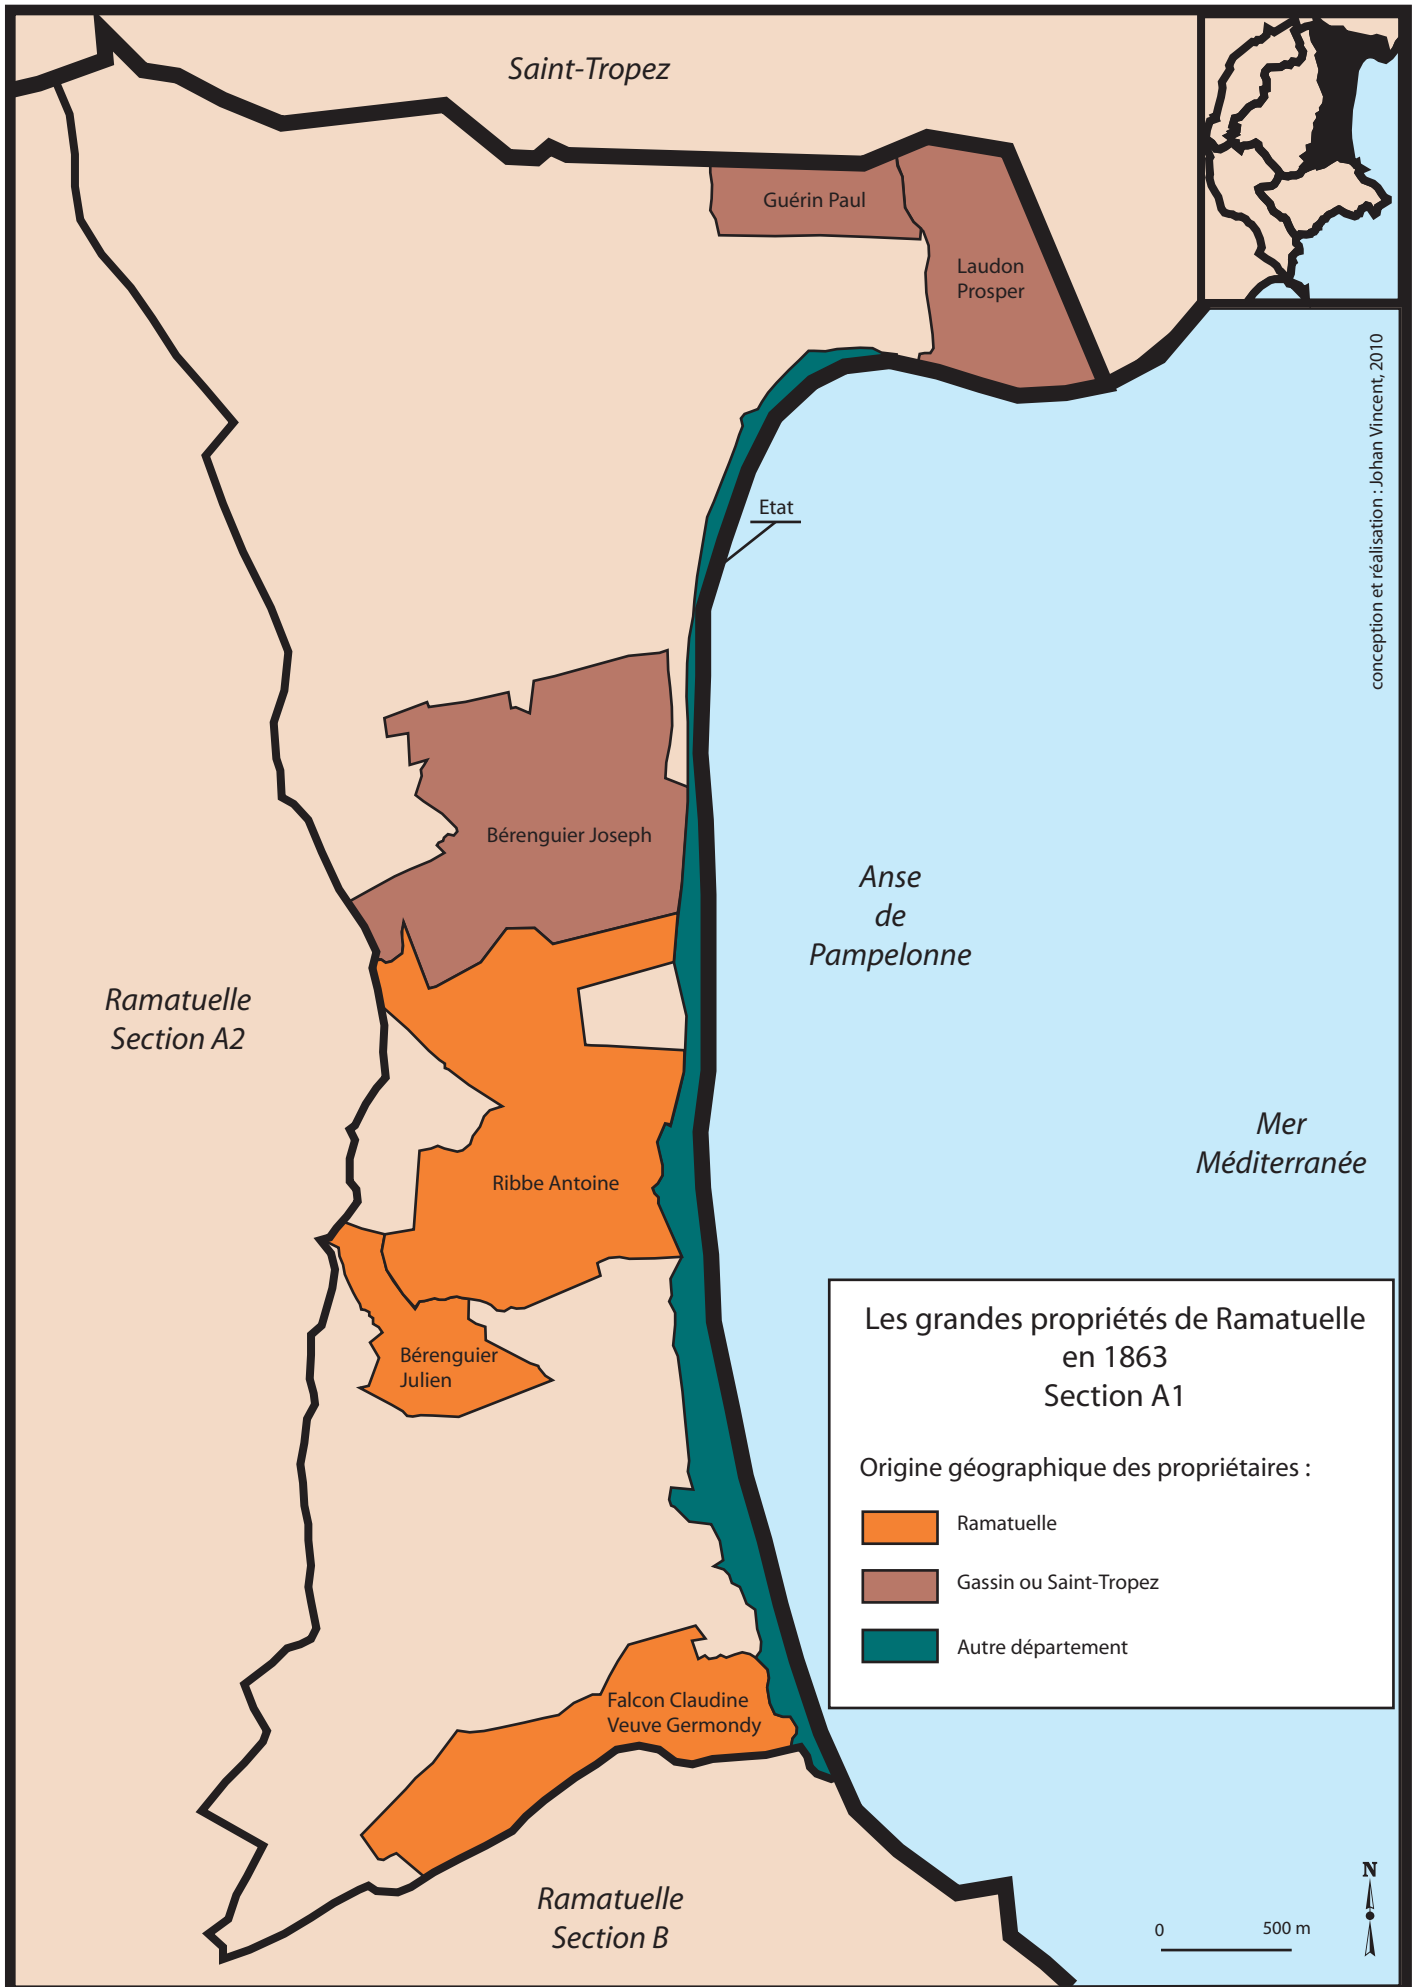 Saint-Tropez
Guérin Paul
Laudon
Prosper
conception et réalisation : Johan Vincent, 2010
Etat
Bérenguier Joseph
Anse
de
Pampelonne
Ramatuelle
Section A2
Mer
Méditerranée
Ribbe Antoine
Bérenguier
Julien
Les grandes propriétés de Ramatuelle
en 1863
Section A1
Origine géographique des propriétaires :
Ramatuelle
Gassin ou Saint-Tropez
Autre département
Falcon Claudine
Veuve Germondy
Ramatuelle
Section B
N
0 500 m